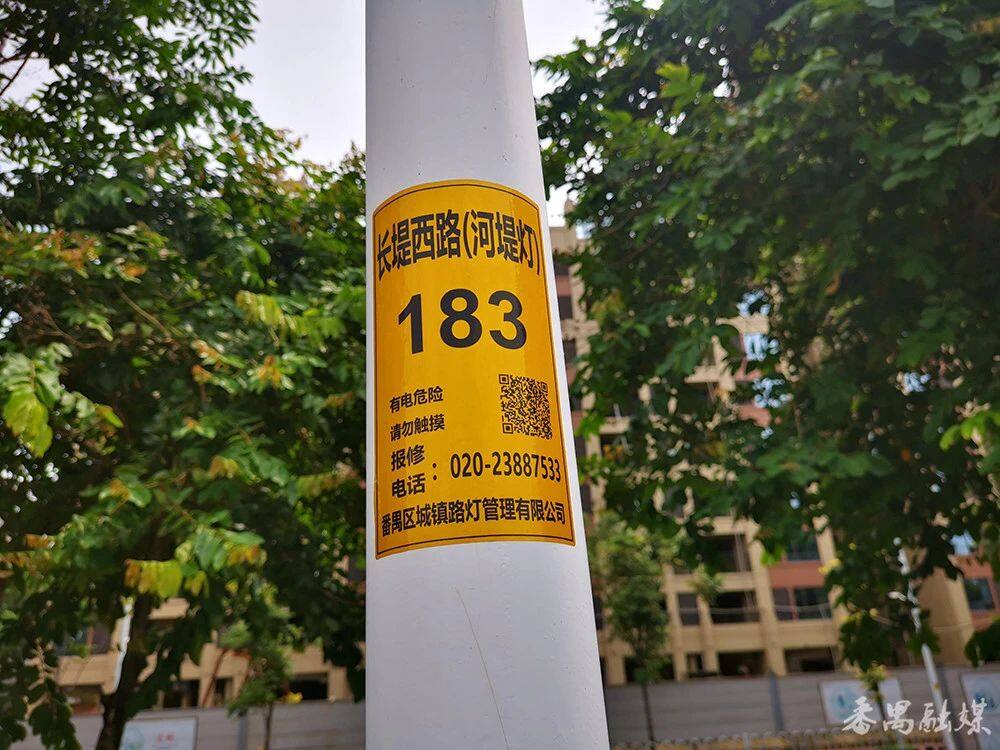 长堤西路(河堤灯)
183
有电危险
请勿触摸
报修
电话：020-23887533
番禺区城镇路灯管理有限公司
番禺融媒